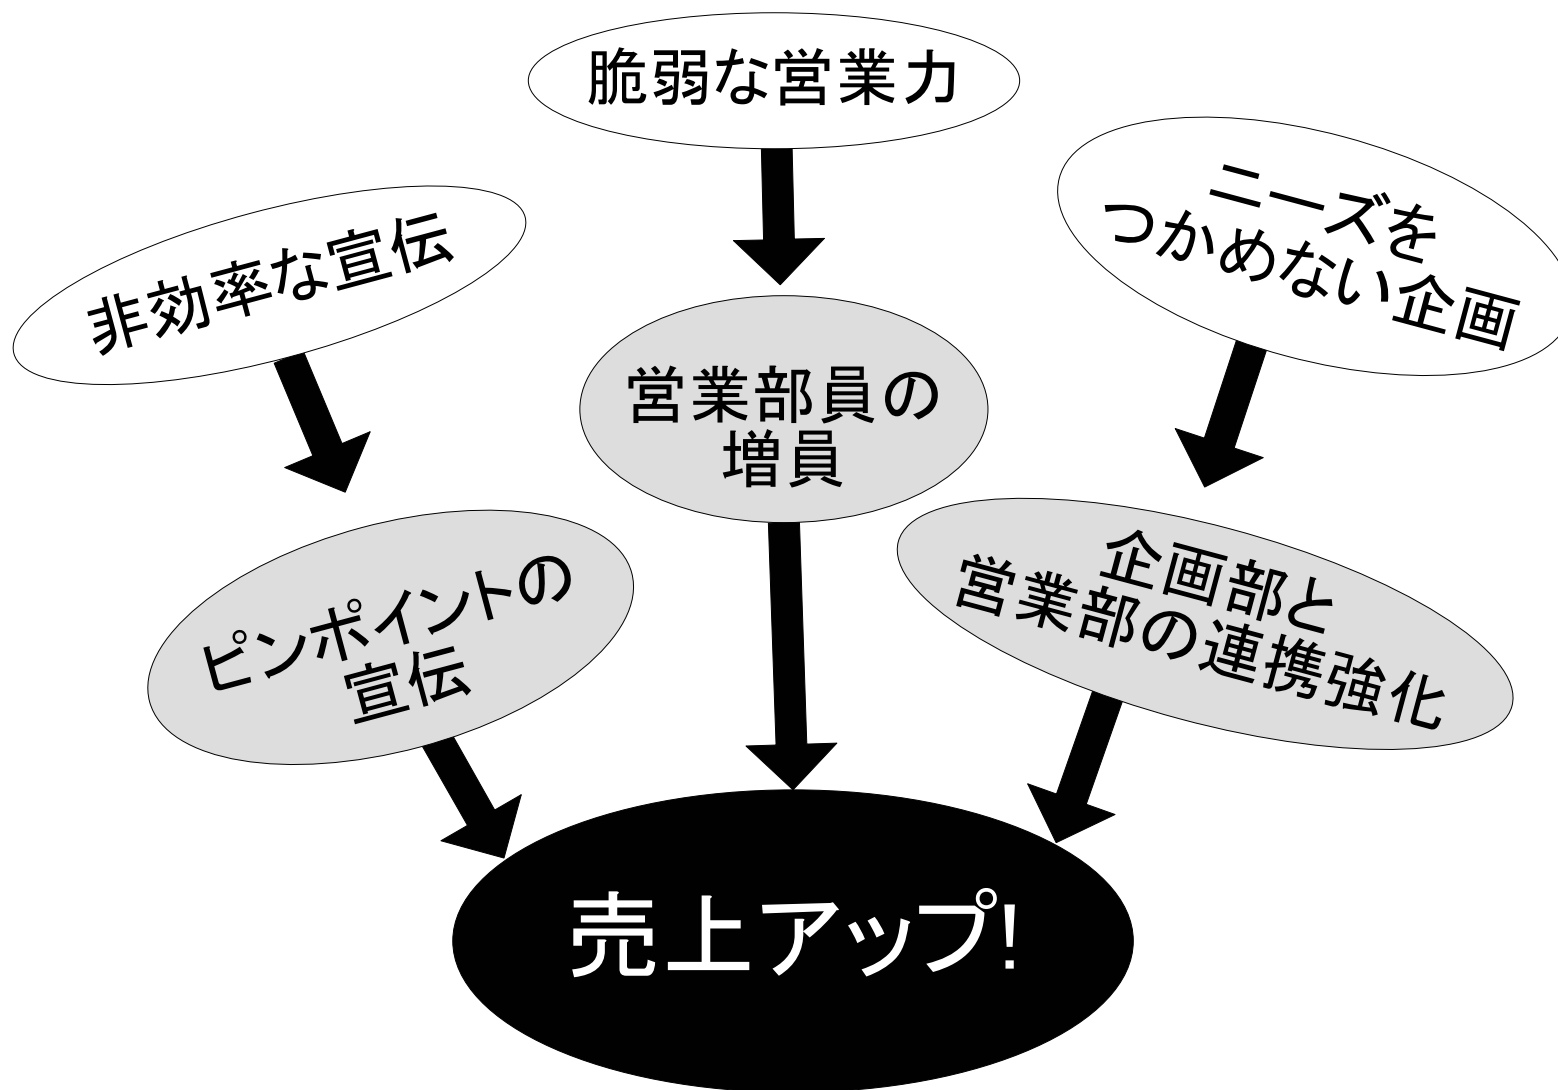 脆弱な営業力
非効率な宣伝
ニーズを
つかめない企画
営業部員の
増員
ピンポイントの
宣伝
企画部と
営業部の連携強化
売上アップ!